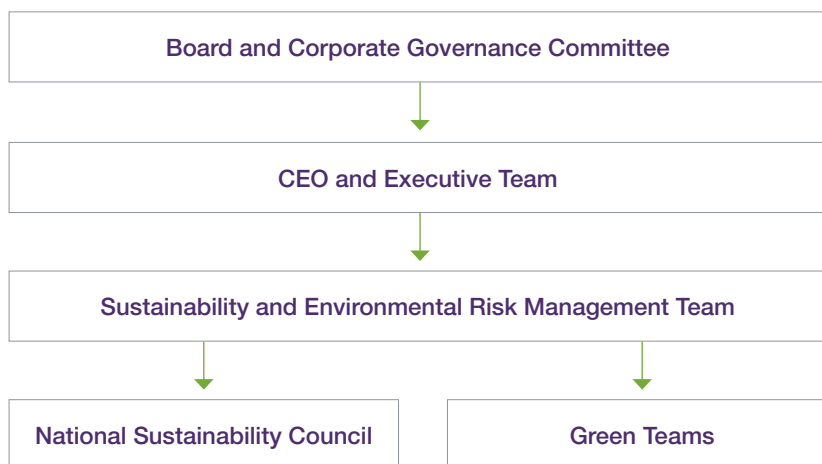 Board and Corporate Governance Committee
CEO and Executive Team
Sustainability and Environmental Risk Management Team
National Sustainability Council
Green Teams